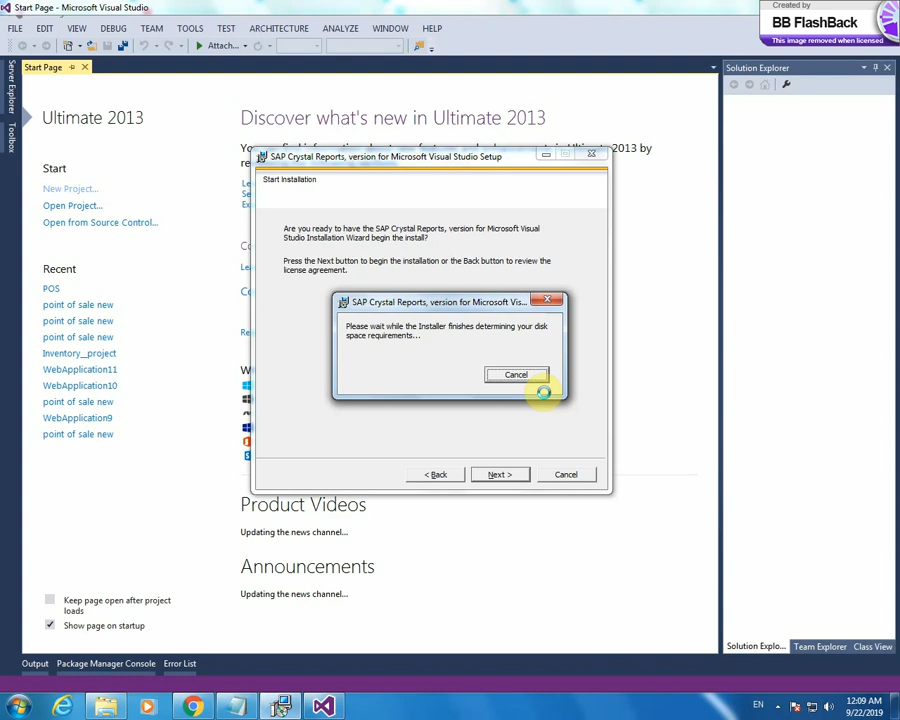 Start Page - Microsoft Visual Studio
Created by
BB FlashBack
This image removed when licensed
FILE EDIT VIEW DEBUG TEAM TOOLS TEST ARCHITECTURE ANALYZE WINDOW HELP
Attach...
Server Explorer
Toolbox
Start Page
Solution Explorer
Ultimate 2013
Discover what's new in Ultimate 2013
2013 by
SAP Crystal Reports, version for Microsoft Visual Studio Setup
Start Installation
Start
New Project...
Open Project...
Open from Source Control...
Are you ready to have the SAP Crystal Reports, version for Microsoft Visual
Studio Installation Wizard begin the install?
Press the Next button to begin the installation or the Back button to review the
license agreement.
Recent
POS
point of sale new
point of sale new
point of sale new
Inventory__project
WebApplication11
WebApplication10
point of sale new
WebApplication9
point of sale new
SAP Crystal Reports, version for Microsoft Vis...
Please wait while the Installer finishes determining your disk
space requirements...
Cancel
< Back Next > Cancel
Product Videos
Updating the news channel...
Announcements
Updating the news channel...
Keep page open after project
loads
Show page on startup
Solution Explo... Team Explorer Class View
Output Package Manager Console Error List
EN
12:09 AM
9/22/2019